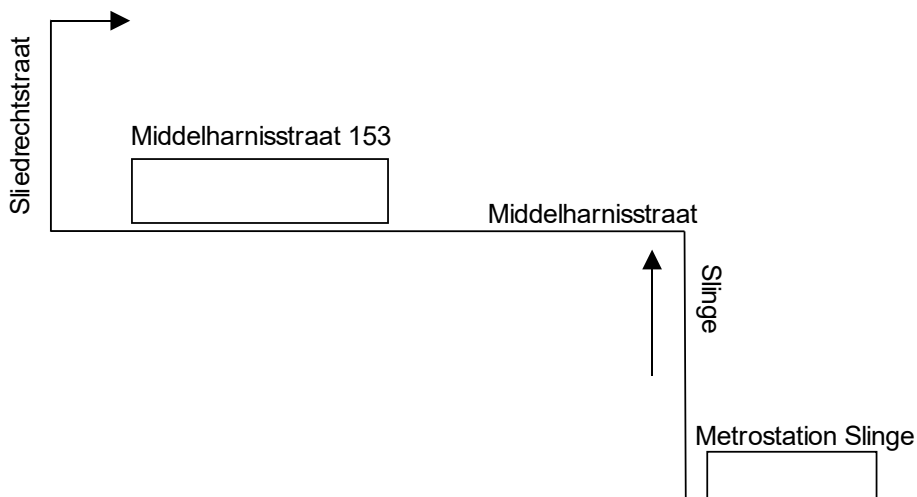 Sliedrechtstraat
Middelharnisstraat 153
Middelharnisstraat
Slinge
Metrostation Slinge